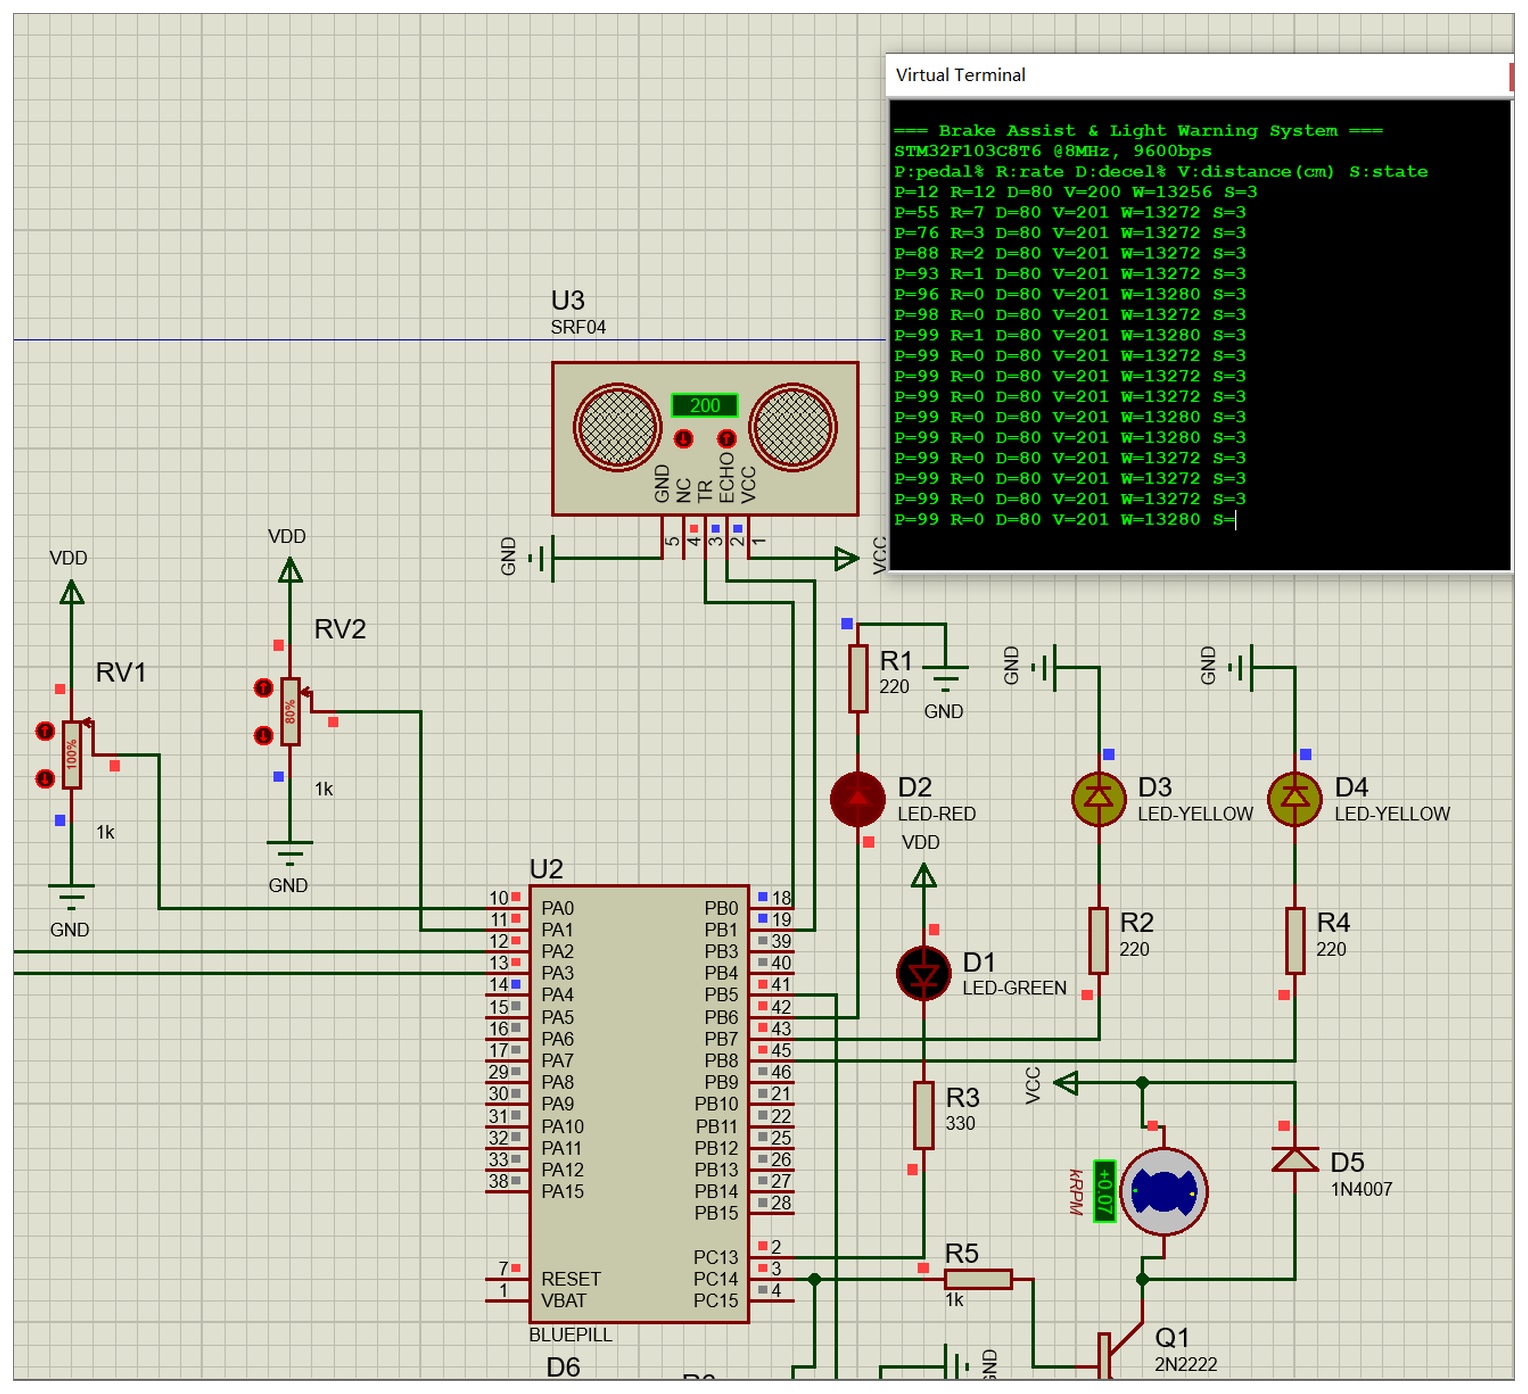 Virtual Terminal
=== Brake Assist & Light Warning System ===
STM32F103C8T6 @8MHz, 9600bps
P:pedal% R:rate D:decel% V:distance(cm) S:state
P=12 R=12 D=80 V=200 W=13256 S=3
P=55 R=7 D=80 V=201 W=13272 S=3
P=76 R=3 D=80 V=201 W=13272 S=3
P=88 R=2 D=80 V=201 W=13272 S=3
P=93 R=1 D=80 V=201 W=13272 S=3
P=96 R=0 D=80 V=201 W=13280 S=3
P=98 R=0 D=80 V=201 W=13272 S=3
P=99 R=1 D=80 V=201 W=13280 S=3
P=99 R=0 D=80 V=201 W=13272 S=3
P=99 R=0 D=80 V=201 W=13272 S=3
P=99 R=0 D=80 V=201 W=13272 S=3
P=99 R=0 D=80 V=201 W=13280 S=3
P=99 R=0 D=80 V=201 W=13280 S=3
P=99 R=0 D=80 V=201 W=13272 S=3
P=99 R=0 D=80 V=201 W=13272 S=3
P=99 R=0 D=80 V=201 W=13272 S=3
P=99 R=0 D=80 V=201 W=13280 S=
U3
SRF04
200
GND
NC
TR
ECHO
VCC
5
4
3
2
1
GND
VCC
VDD
RV1
100%
1k
GND
VDD
RV2
80%
1k
GND
R1
220
GND
D2
LED-RED
GND
D3
LED-YELLOW
R2
220
GND
D4
LED-YELLOW
R4
220
VDD
D1
LED-GREEN
R3
330
U2
10 PA0
11 PA1
12 PA2
13 PA3
14 PA4
15 PA5
16 PA6
17 PA7
29 PA8
30 PA9
31 PA10
32 PA11
33 PA12
38 PA15
7 RESET
1 VBAT
PB0 18
PB1 19
PB3 39
PB4 40
PB5 41
PB6 42
PB7 43
PB8 45
PB9 46
PB10 21
PB11 22
PB12 25
PB13 26
PB14 27
PB15 28
PC13 2
PC14 3
PC15 4
BLUEPILL
D6
VCC
+0.07
kRPM
D5
1N4007
R5
1k
Q1
2N2222
GND